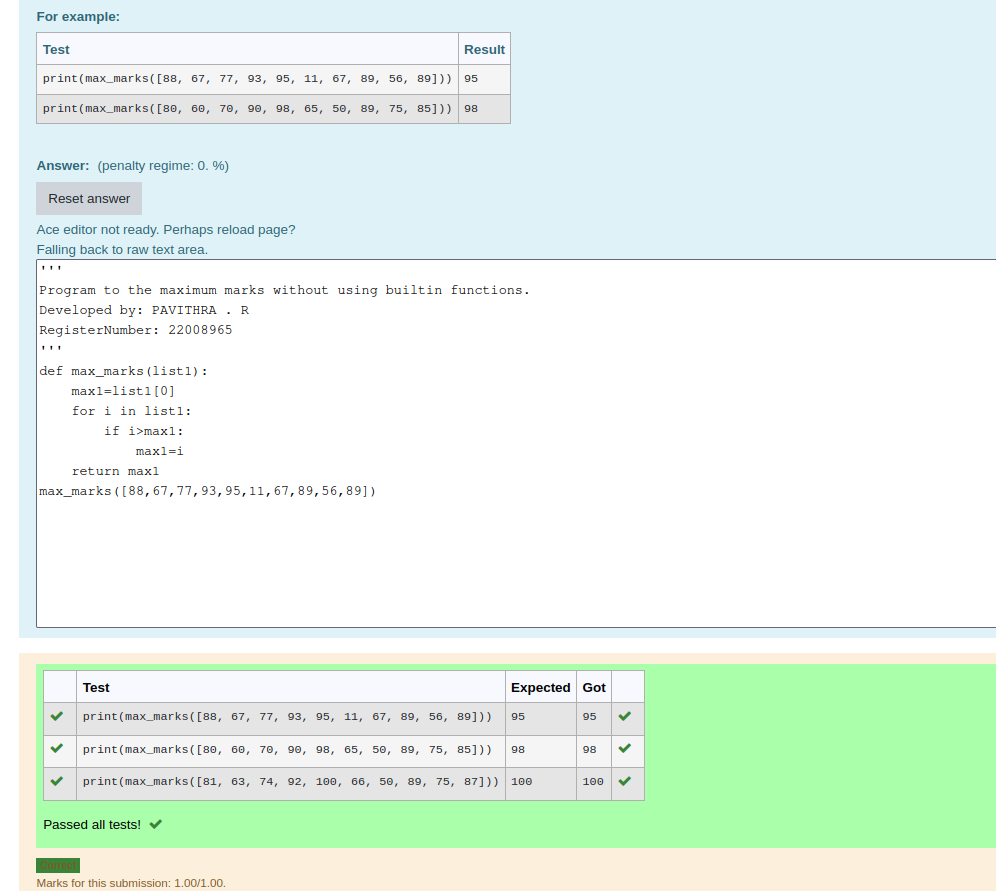 For example:
Test Result
print(max_marks([88, 67, 77, 93, 95, 11, 67, 89, 56, 89])) 95
print(max_marks([80, 60, 70, 90, 98, 65, 50, 89, 75, 85])) 98
Answer: (penalty regime: 0. %)
Reset answer
Ace editor not ready. Perhaps reload page?
Falling back to raw text area.
'''
Program to the maximum marks without using builtin functions.
Developed by: PAVITHRA . R
RegisterNumber: 22008965
'''
def max_marks(list1):
    max1=list1[0]
    for i in list1:
        if i>max1:
            max1=i
    return max1
max_marks([88,67,77,93,95,11,67,89,56,89])
Test Expected Got
print(max_marks([88, 67, 77, 93, 95, 11, 67, 89, 56, 89])) 95 95
print(max_marks([80, 60, 70, 90, 98, 65, 50, 89, 75, 85])) 98 98
print(max_marks([81, 63, 74, 92, 100, 66, 50, 89, 75, 87])) 100 100
Passed all tests!
Correct
Marks for this submission: 1.00/1.00.